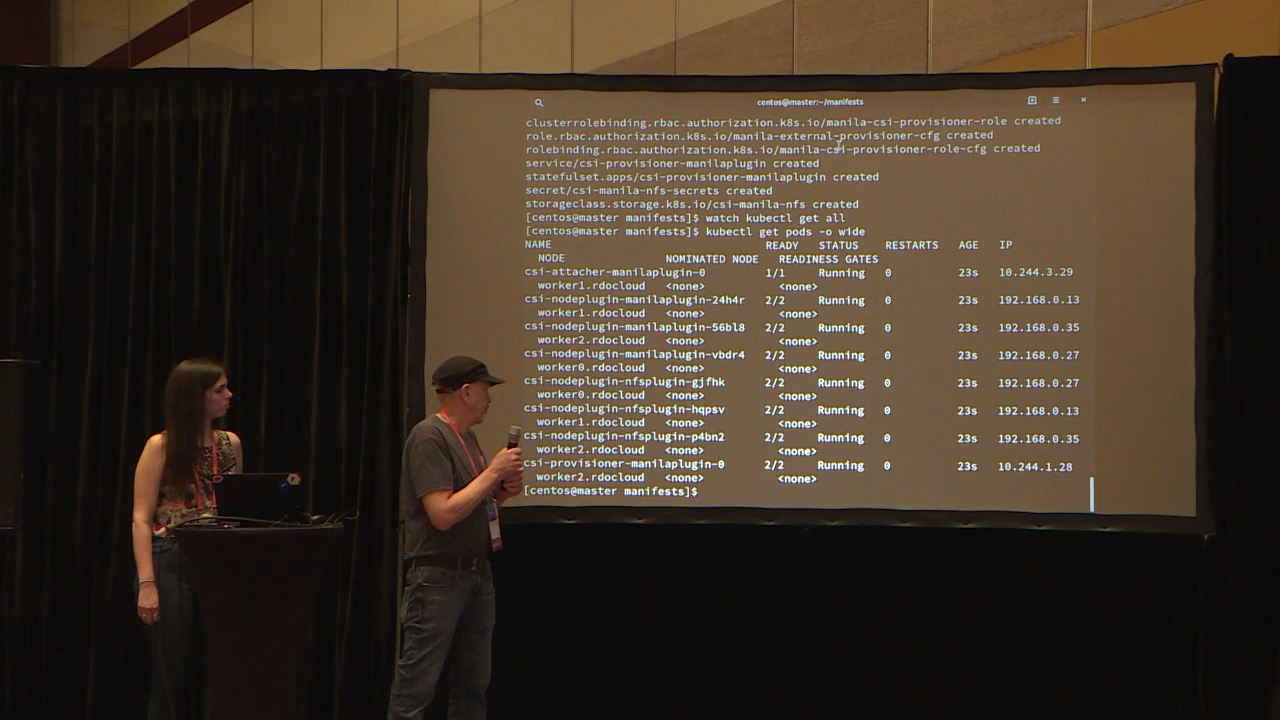 centos@master:~/manifests
clusterrolebinding.rbac.authorization.k8s.io/manila-csi-provisioner-role created
role.rbac.authorization.k8s.io/manila-external-provisioner-cfg created
rolebinding.rbac.authorization.k8s.io/manila-csi-provisioner-role-cfg created
service/csi-provisioner-manilaplugin created
statefulset.apps/csi-provisioner-manilaplugin created
secret/csi-manila-nfs-secrets created
storageclass.storage.k8s.io/csi-manila-nfs created
[centos@master manifests]$ watch kubectl get all
[centos@master manifests]$ kubectl get pods -o wide
NAME READY STATUS RESTARTS AGE IP
NODE NOMINATED NODE READINESS GATES
csi-attacher-manilaplugin-0 1/1 Running 0 23s 10.244.3.29
worker1.rdocloud <none> <none>
csi-nodeplugin-manilaplugin-24h4r 2/2 Running 0 23s 192.168.0.13
worker1.rdocloud <none> <none>
csi-nodeplugin-manilaplugin-56bl8 2/2 Running 0 23s 192.168.0.35
worker2.rdocloud <none> <none>
csi-nodeplugin-manilaplugin-vbdr4 2/2 Running 0 23s 192.168.0.27
worker0.rdocloud <none> <none>
csi-nodeplugin-nfsplugin-gjfhk 2/2 Running 0 23s 192.168.0.27
worker0.rdocloud <none> <none>
csi-nodeplugin-nfsplugin-hqpsv 2/2 Running 0 23s 192.168.0.13
worker1.rdocloud <none> <none>
csi-nodeplugin-nfsplugin-p4bn2 2/2 Running 0 23s 192.168.0.35
worker2.rdocloud <none> <none>
csi-provisioner-manilaplugin-0 2/2 Running 0 23s 10.244.1.28
worker2.rdocloud <none> <none>
[centos@master manifests]$